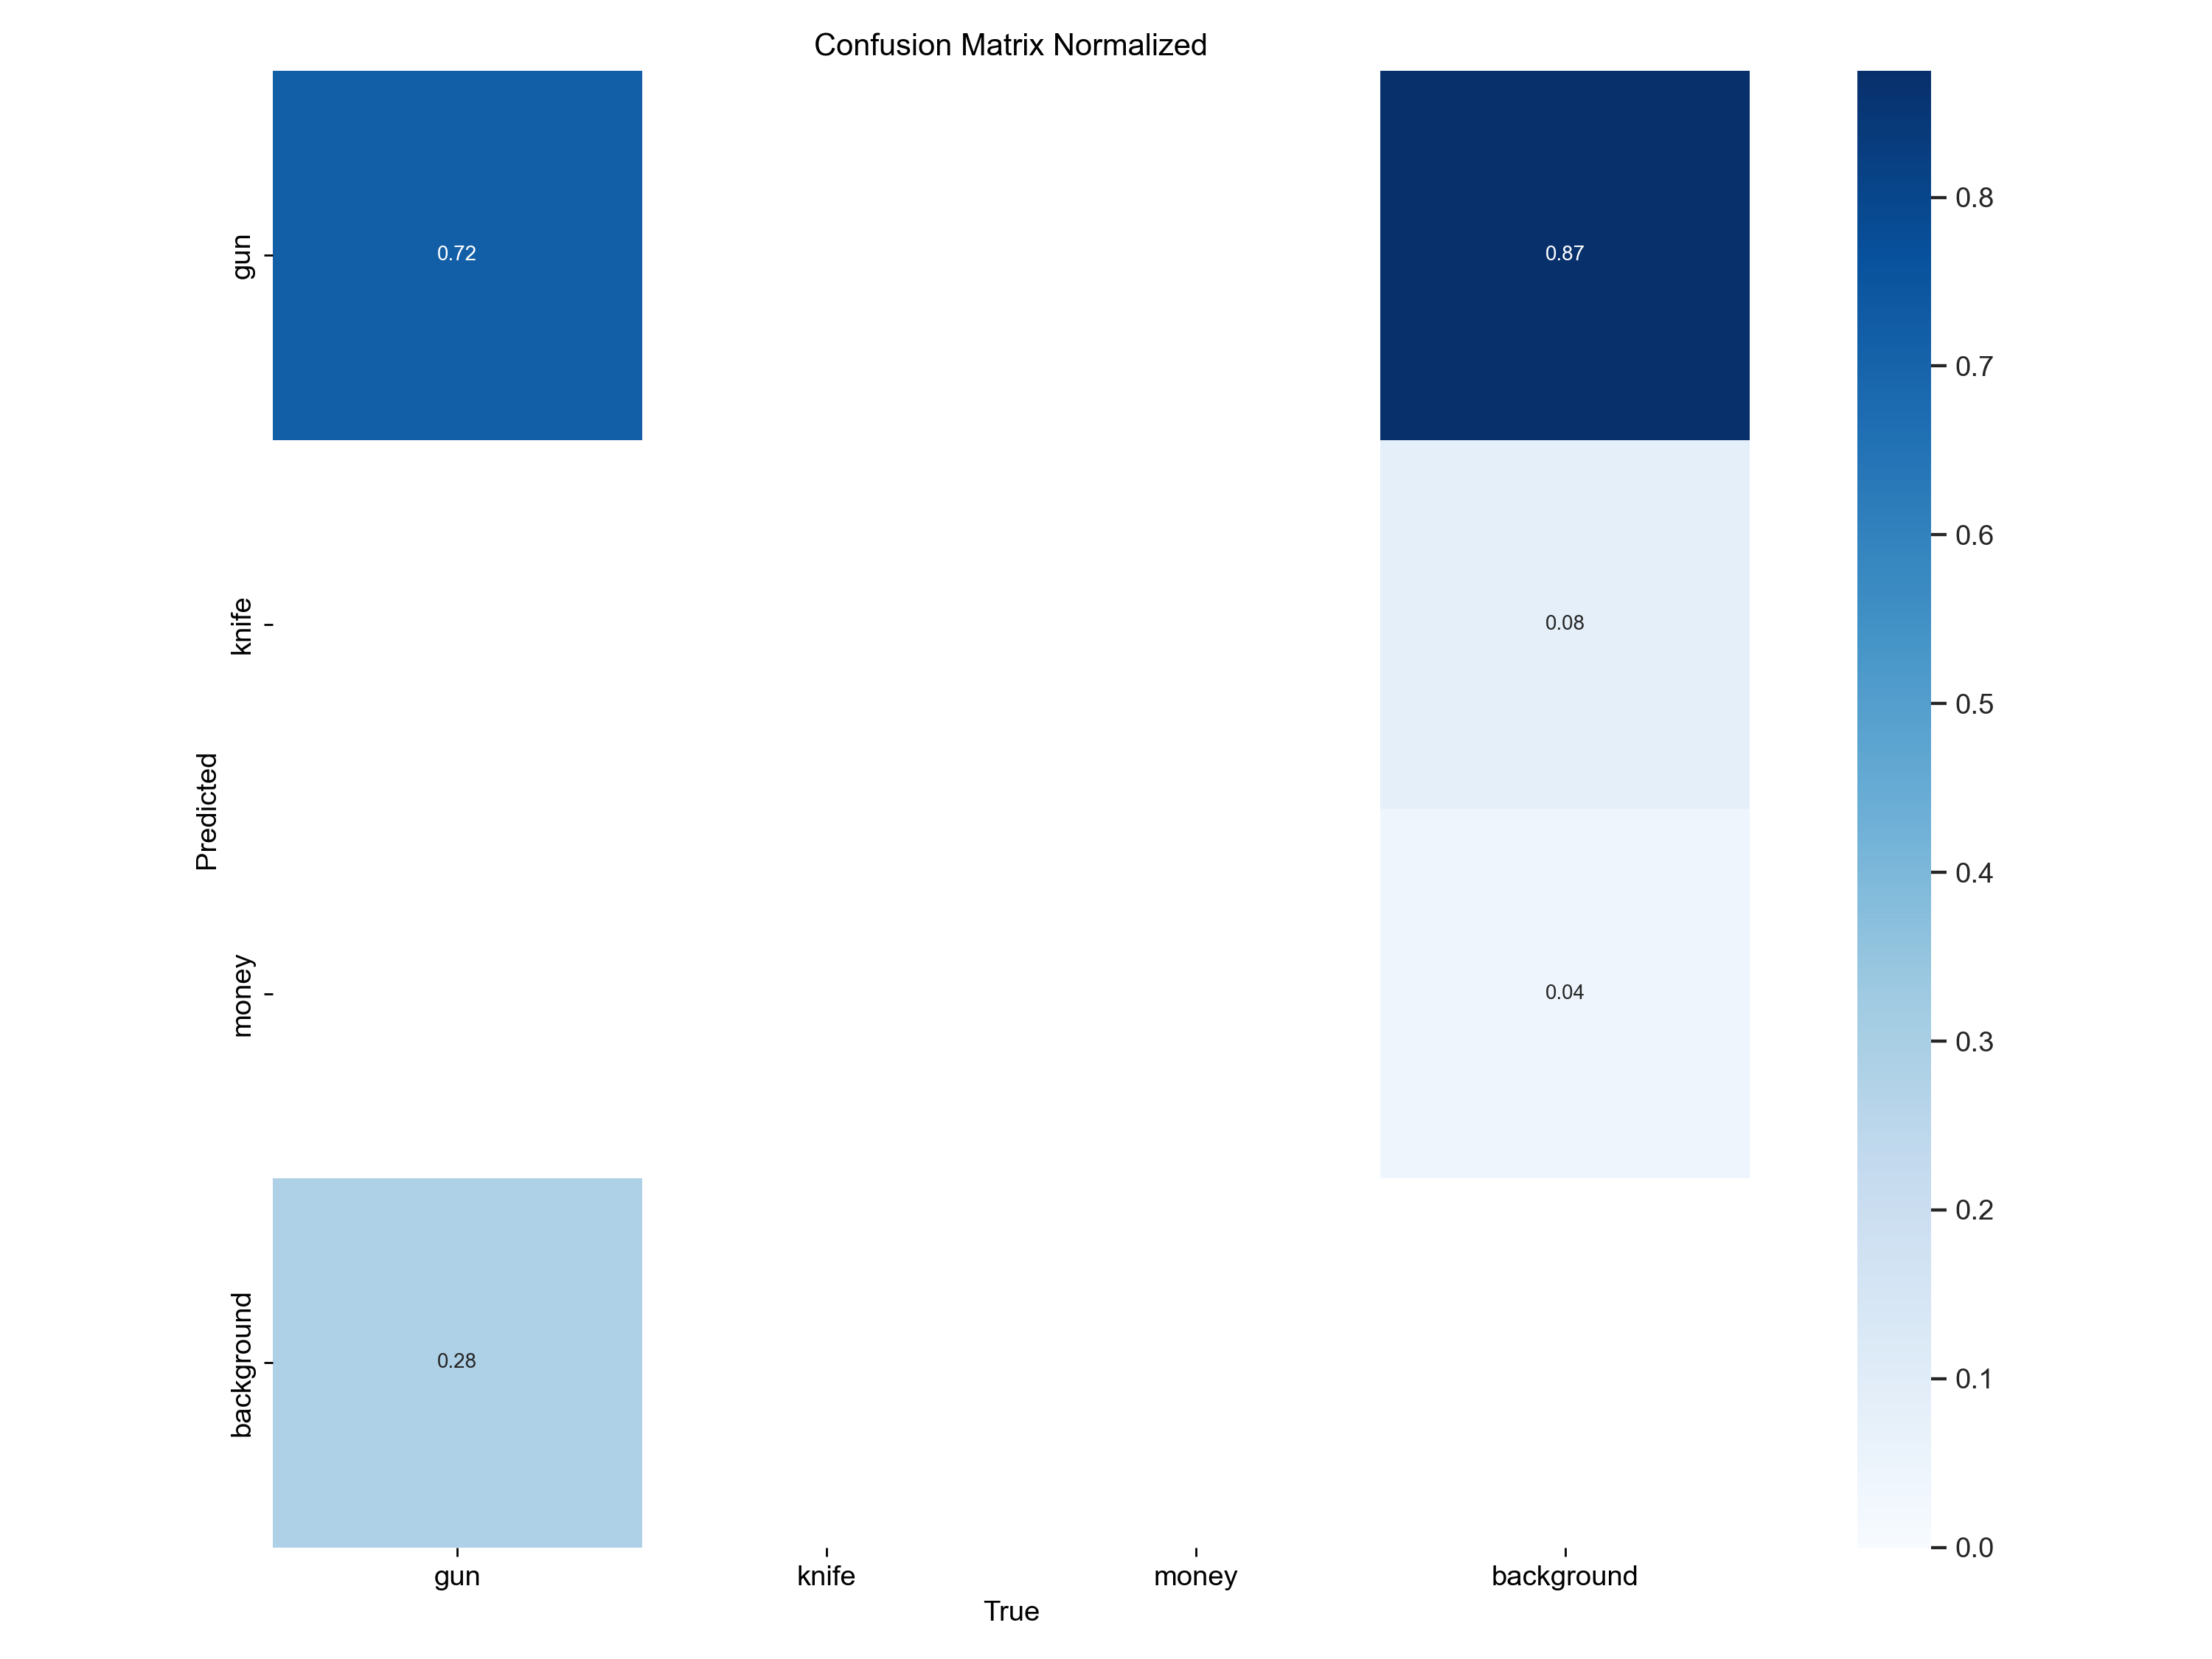 Confusion Matrix Normalized
gun
knife
money
background
Predicted
0.72
0.87
0.08
0.04
0.28
gun
knife
money
background
True
0.8
0.7
0.6
0.5
0.4
0.3
0.2
0.1
0.0